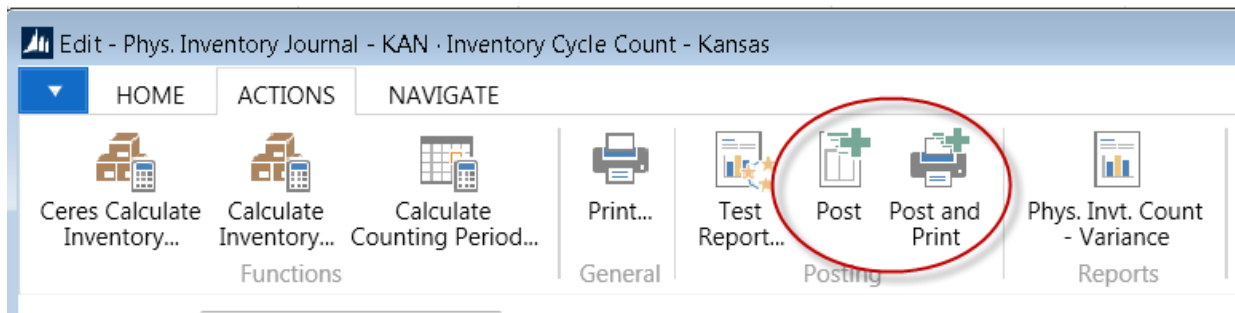 Edit - Phys. Inventory Journal - KAN · Inventory Cycle Count - Kansas
HOME ACTIONS NAVIGATE
Ceres Calculate Inventory...
Calculate Inventory...
Calculate Counting Period...
Print...
Test Report...
Post
Post and Print
Phys. Invt. Count - Variance
Functions General Posting Reports